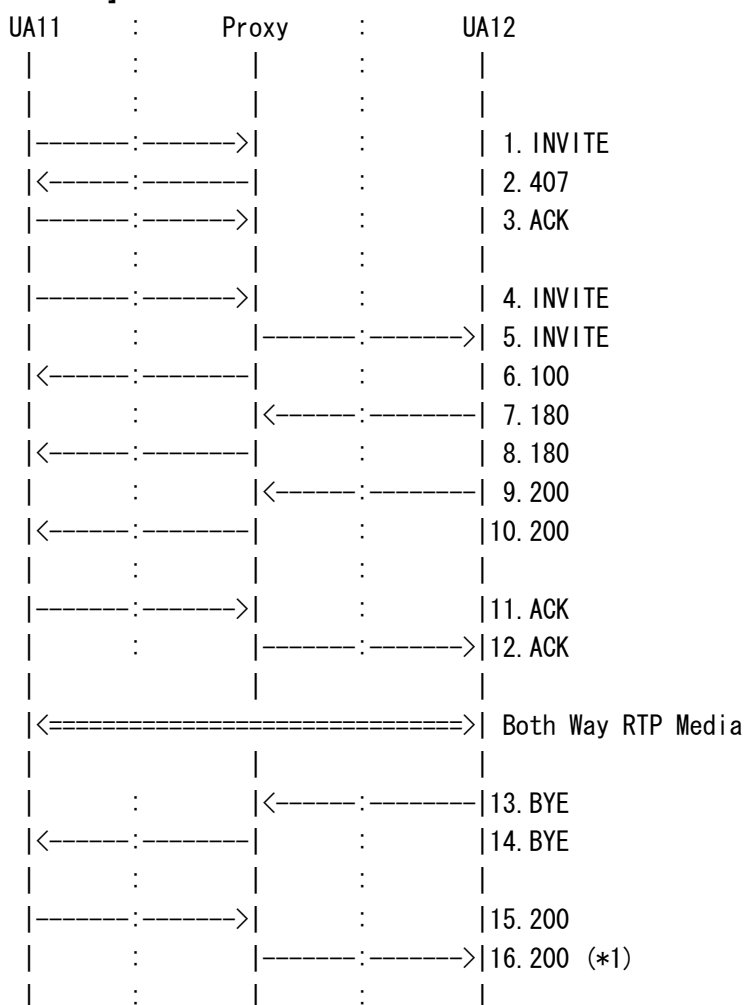 UA11 : Proxy : UA12
| : | : |
| : | : |
|------:------->| : | 1. INVITE
|<------:-------| : | 2. 407
|------:------->| : | 3. ACK
| : | : |
|------:------->| : | 4. INVITE
| : |------:------->| 5. INVITE
|<------:-------| : | 6. 100
| : |<------:-------| 7. 180
|<------:-------| : | 8. 180
| : |<------:-------| 9. 200
|<------:-------| : |10. 200
| : | : |
|------:------->| : |11. ACK
| : |------:------->|12. ACK
| | |
|<===============================>| Both Way RTP Media
| | |
| : |<------:-------|13. BYE
|<------:-------| : |14. BYE
| : | : |
|------:------->| : |15. 200
| : |------:------->|16. 200 (*1)
| : | : |